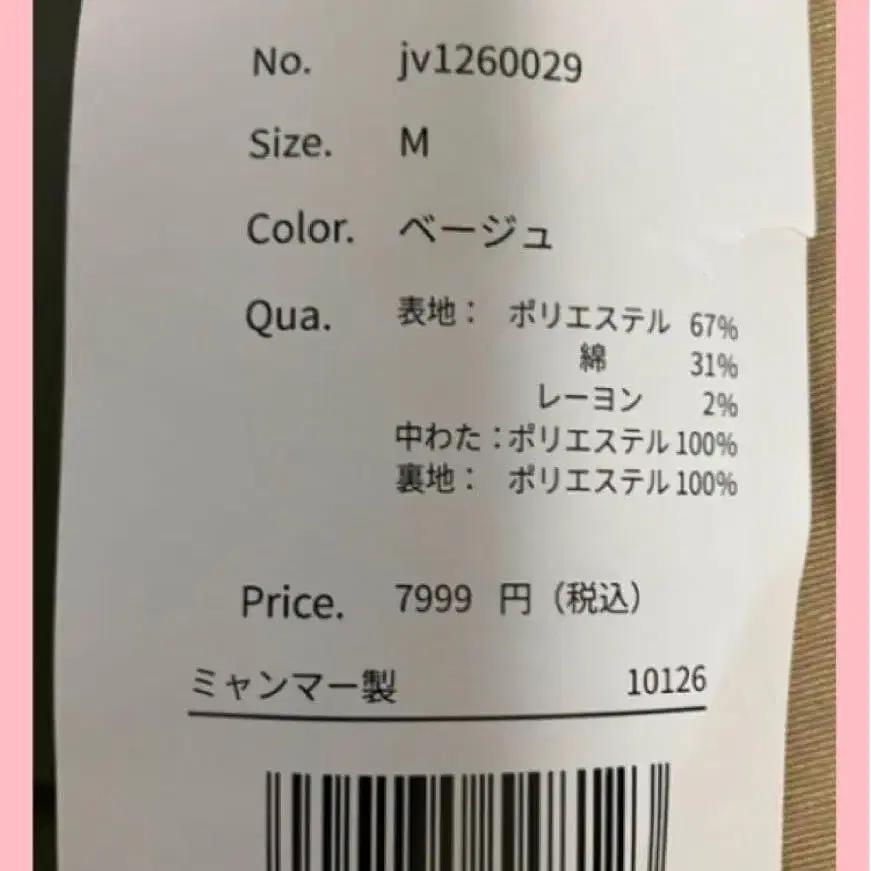 No. jv1260029
Size. M
Color. ベージュ
Qua. 表地： ポリエステル 67%
綿 31%
レーヨン 2%
中わた：ポリエステル 100%
裏地： ポリエステル 100%
Price. 7999 円（税込）
ミャンマー製 10126